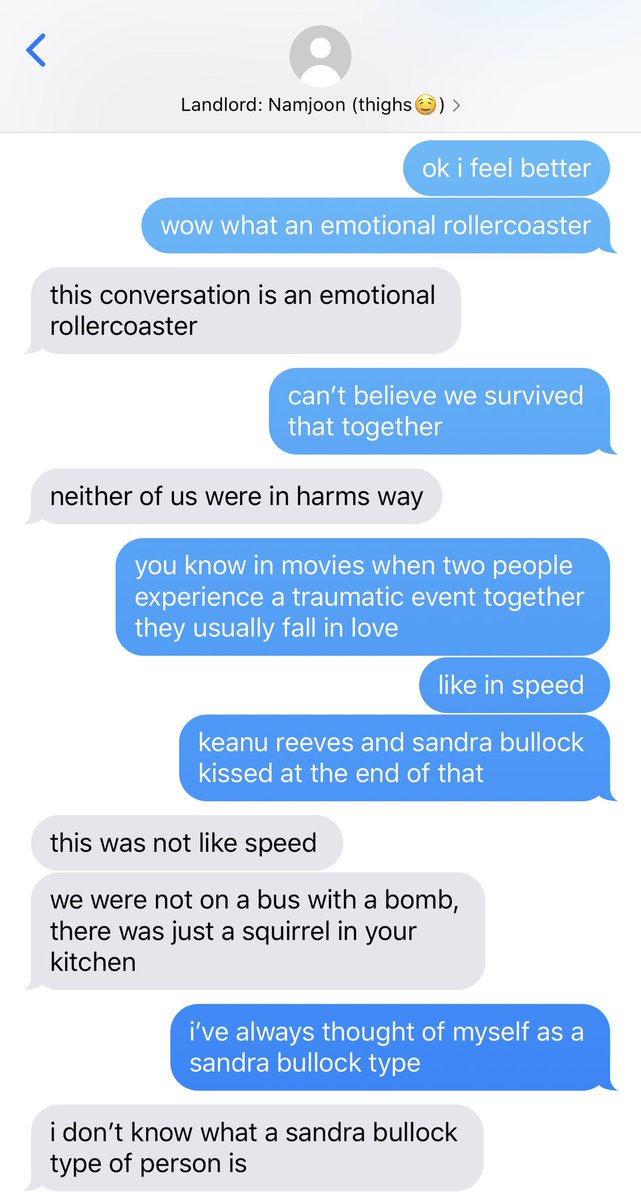 Landlord: Namjoon (thighs🤤) >
ok i feel better
wow what an emotional rollercoaster
this conversation is an emotional
rollercoaster
can’t believe we survived
that together
neither of us were in harms way
you know in movies when two people
experience a traumatic event together
they usually fall in love
like in speed
keanu reeves and sandra bullock
kissed at the end of that
this was not like speed
we were not on a bus with a bomb,
there was just a squirrel in your
kitchen
i’ve always thought of myself as a
sandra bullock type
i don’t know what a sandra bullock
type of person is